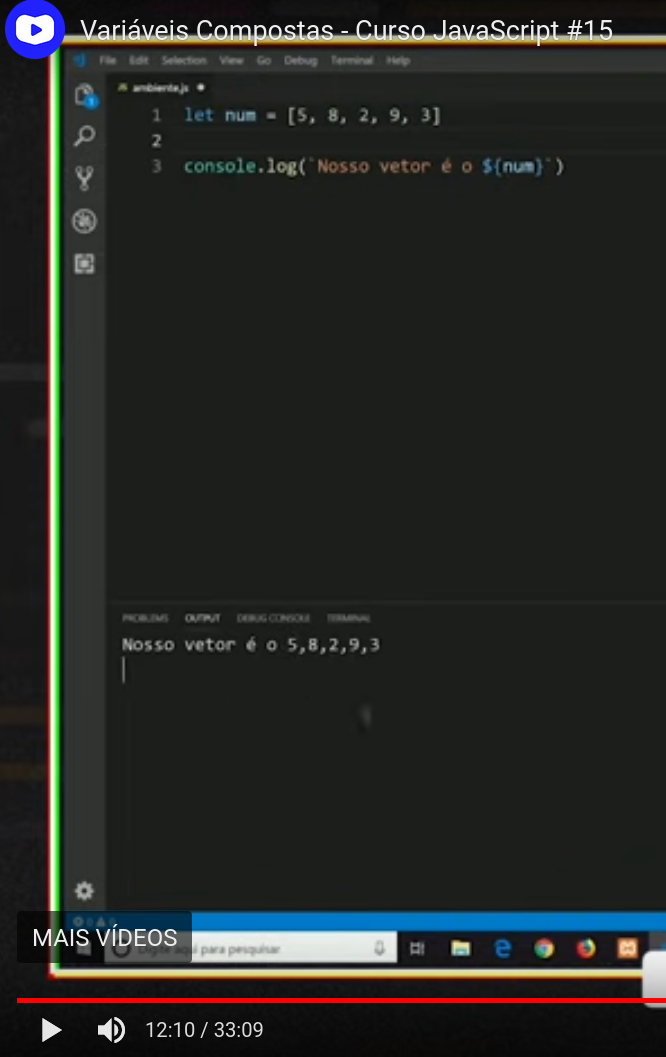 Variáveis Compostas - Curso JavaScript #15
File Edit Selection View Go Debug Terminal Help
JS ambiente.js
1 let num = [5, 8, 2, 9, 3]
2
3 console.log(`Nosso vetor é o ${num}`)
PROBLEMS OUTPUT DEBUG CONSOLE TERMINAL
Nosso vetor é o 5,8,2,9,3
MAIS VÍDEOS
Digite aqui para pesquisar
12:10 / 33:09